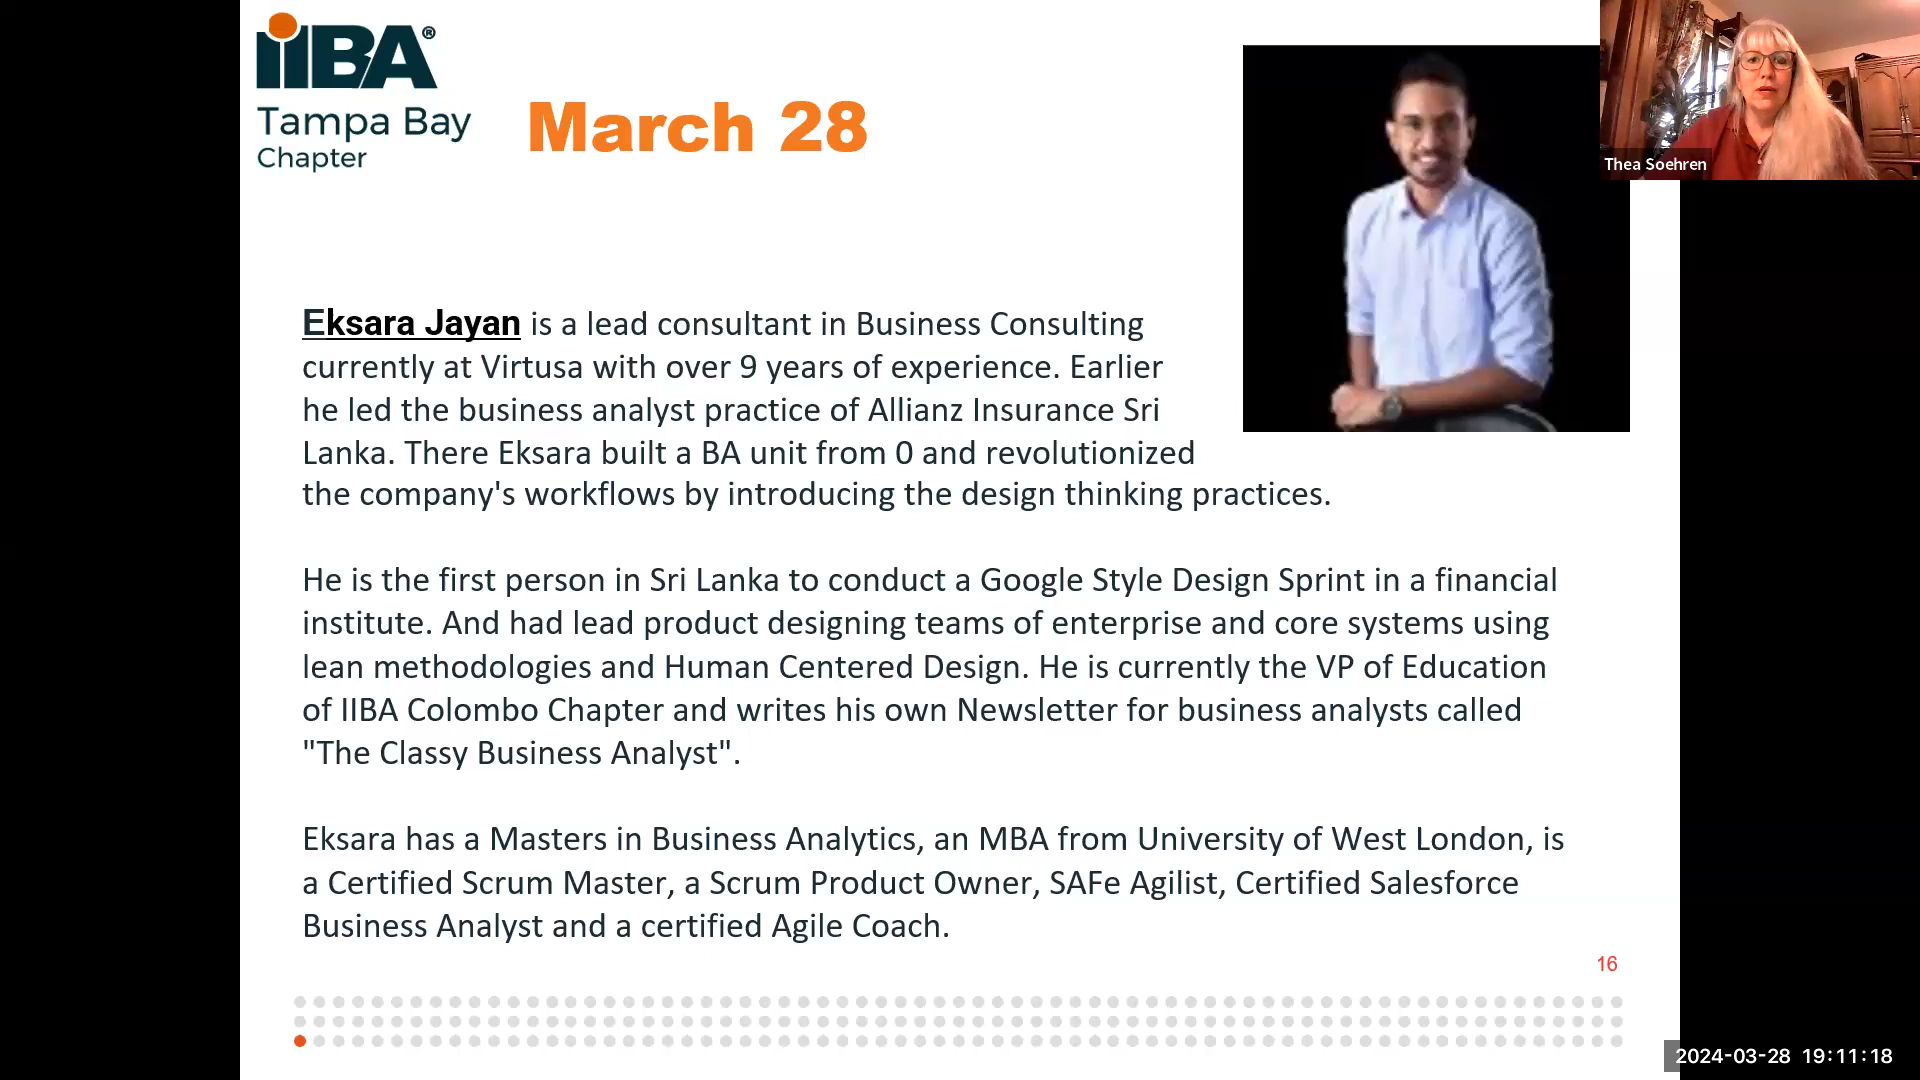 iiBA®
Tampa Bay
Chapter
March 28
Thea Soehren
Eksara Jayan is a lead consultant in Business Consulting
currently at Virtusa with over 9 years of experience. Earlier
he led the business analyst practice of Allianz Insurance Sri
Lanka. There Eksara built a BA unit from 0 and revolutionized
the company's workflows by introducing the design thinking practices.
He is the first person in Sri Lanka to conduct a Google Style Design Sprint in a financial
institute. And had lead product designing teams of enterprise and core systems using
lean methodologies and Human Centered Design. He is currently the VP of Education
of IIBA Colombo Chapter and writes his own Newsletter for business analysts called
"The Classy Business Analyst".
Eksara has a Masters in Business Analytics, an MBA from University of West London, is
a Certified Scrum Master, a Scrum Product Owner, SAFe Agilist, Certified Salesforce
Business Analyst and a certified Agile Coach.
16
2024-03-28 19:11:18